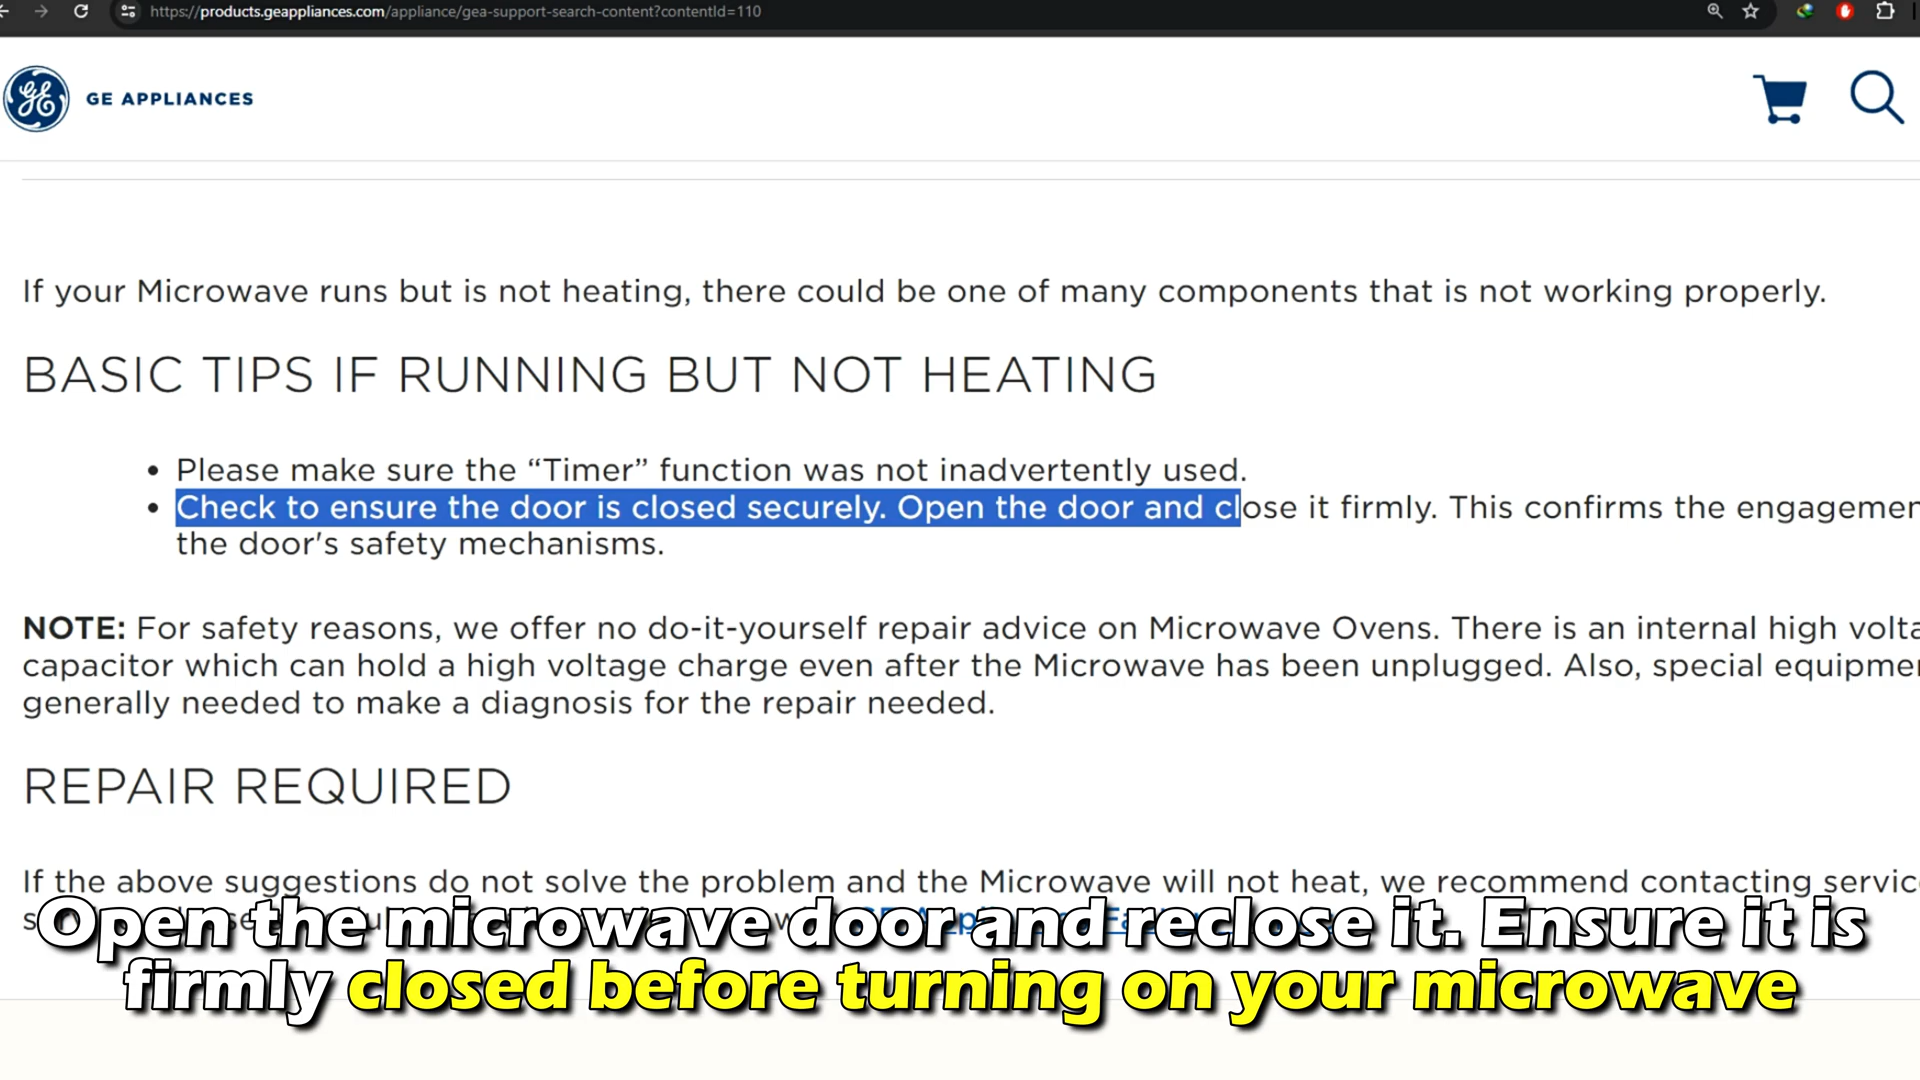 https://products.geappliances.com/appliance/gea-support-search-content?contentId=110
GE APPLIANCES
If your Microwave runs but is not heating, there could be one of many components that is not working properly.
BASIC TIPS IF RUNNING BUT NOT HEATING
• Please make sure the “Timer” function was not inadvertently used.
• Check to ensure the door is closed securely. Open the door and close it firmly. This confirms the engagemen
the door's safety mechanisms.
NOTE: For safety reasons, we offer no do-it-yourself repair advice on Microwave Ovens. There is an internal high volta
capacitor which can hold a high voltage charge even after the Microwave has been unplugged. Also, special equipmen
generally needed to make a diagnosis for the repair needed.
REPAIR REQUIRED
If the above suggestions do not solve the problem and the Microwave will not heat, we recommend contacting servic
Open the microwave door and reclose it. Ensure it is
firmly closed before turning on your microwave